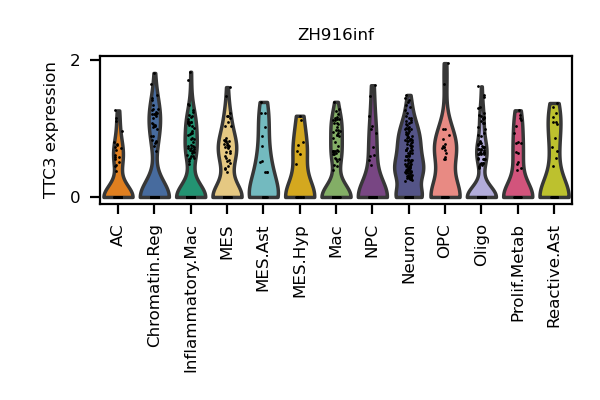 ZH916inf
TTC3 expression
2
0
AC
Chromatin.Reg
Inflammatory.Mac
MES
MES.Ast
MES.Hyp
Mac
NPC
Neuron
OPC
Oligo
Prolif.Metab
Reactive.Ast